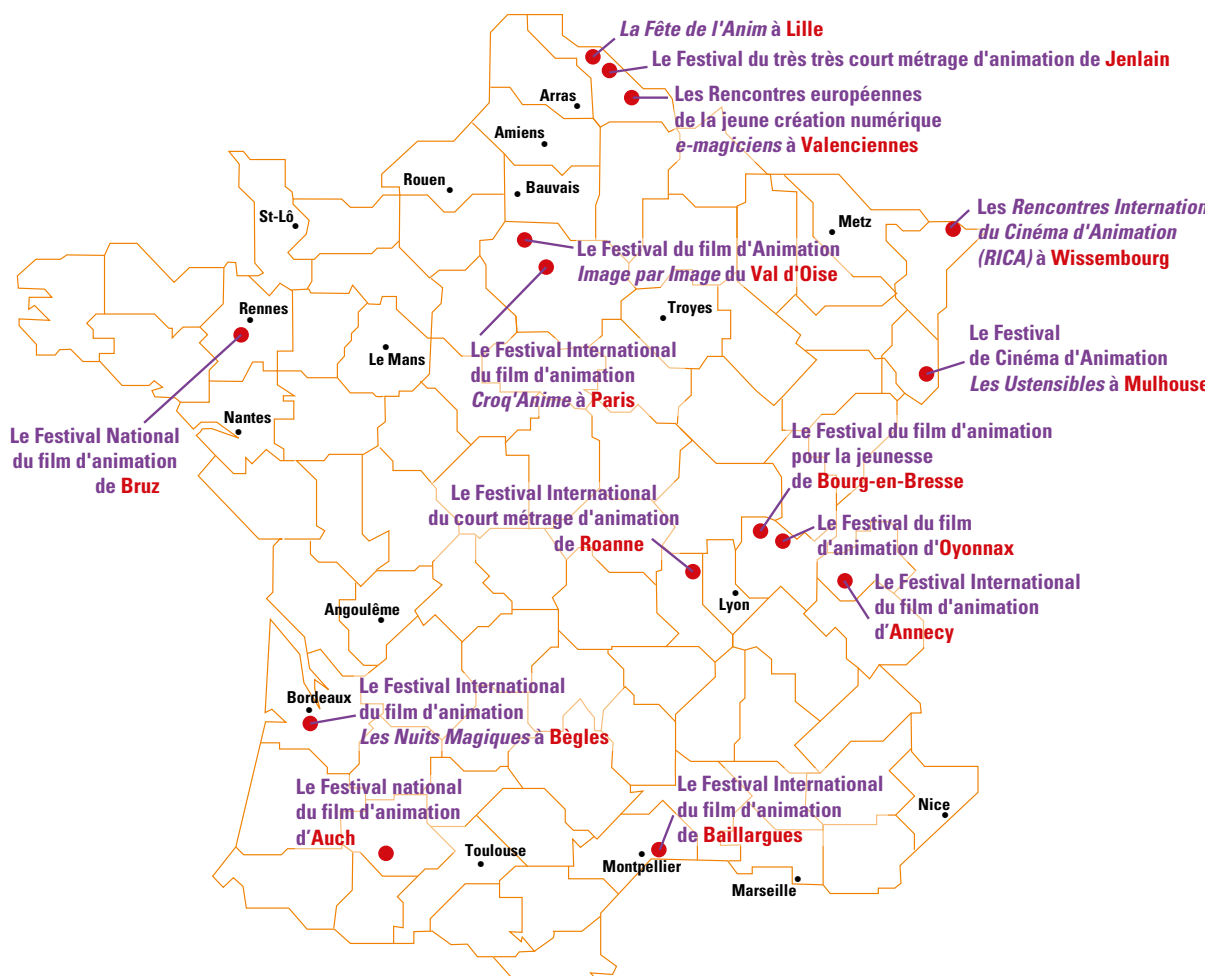 La Fête de l'Anim à Lille
Le Festival du très très court métrage d'animation de Jenlain
Arras
Les Rencontres européennes
de la jeune création numérique
e-magiciens à Valenciennes
Amiens
Rouen
Bauvais
St-Lô
Metz
Les Rencontres Internation
du Cinéma d'Animation
(RICA) à Wissembourg
Le Festival du film d'Animation
Image par Image du Val d'Oise
Rennes
Troyes
Le Mans
Le Festival International
du film d'animation
Croq'Anime à Paris
Le Festival
de Cinéma d'Animation
Les Ustensibles à Mulhouse
Nantes
Le Festival National
du film d'animation
de Bruz
Le Festival du film d'animation
pour la jeunesse
de Bourg-en-Bresse
Le Festival International
du court métrage d'animation
de Roanne
Le Festival du film
d'animation d'Oyonnax
Lyon
Le Festival International
du film d'animation
d'Annecy
Angoulême
Bordeaux
Le Festival International
du film d'animation
Les Nuits Magiques à Bègles
Le Festival national
du film d'animation
d'Auch
Toulouse
Le Festival International
du film d'animation
de Baillargues
Montpellier
Nice
Marseille